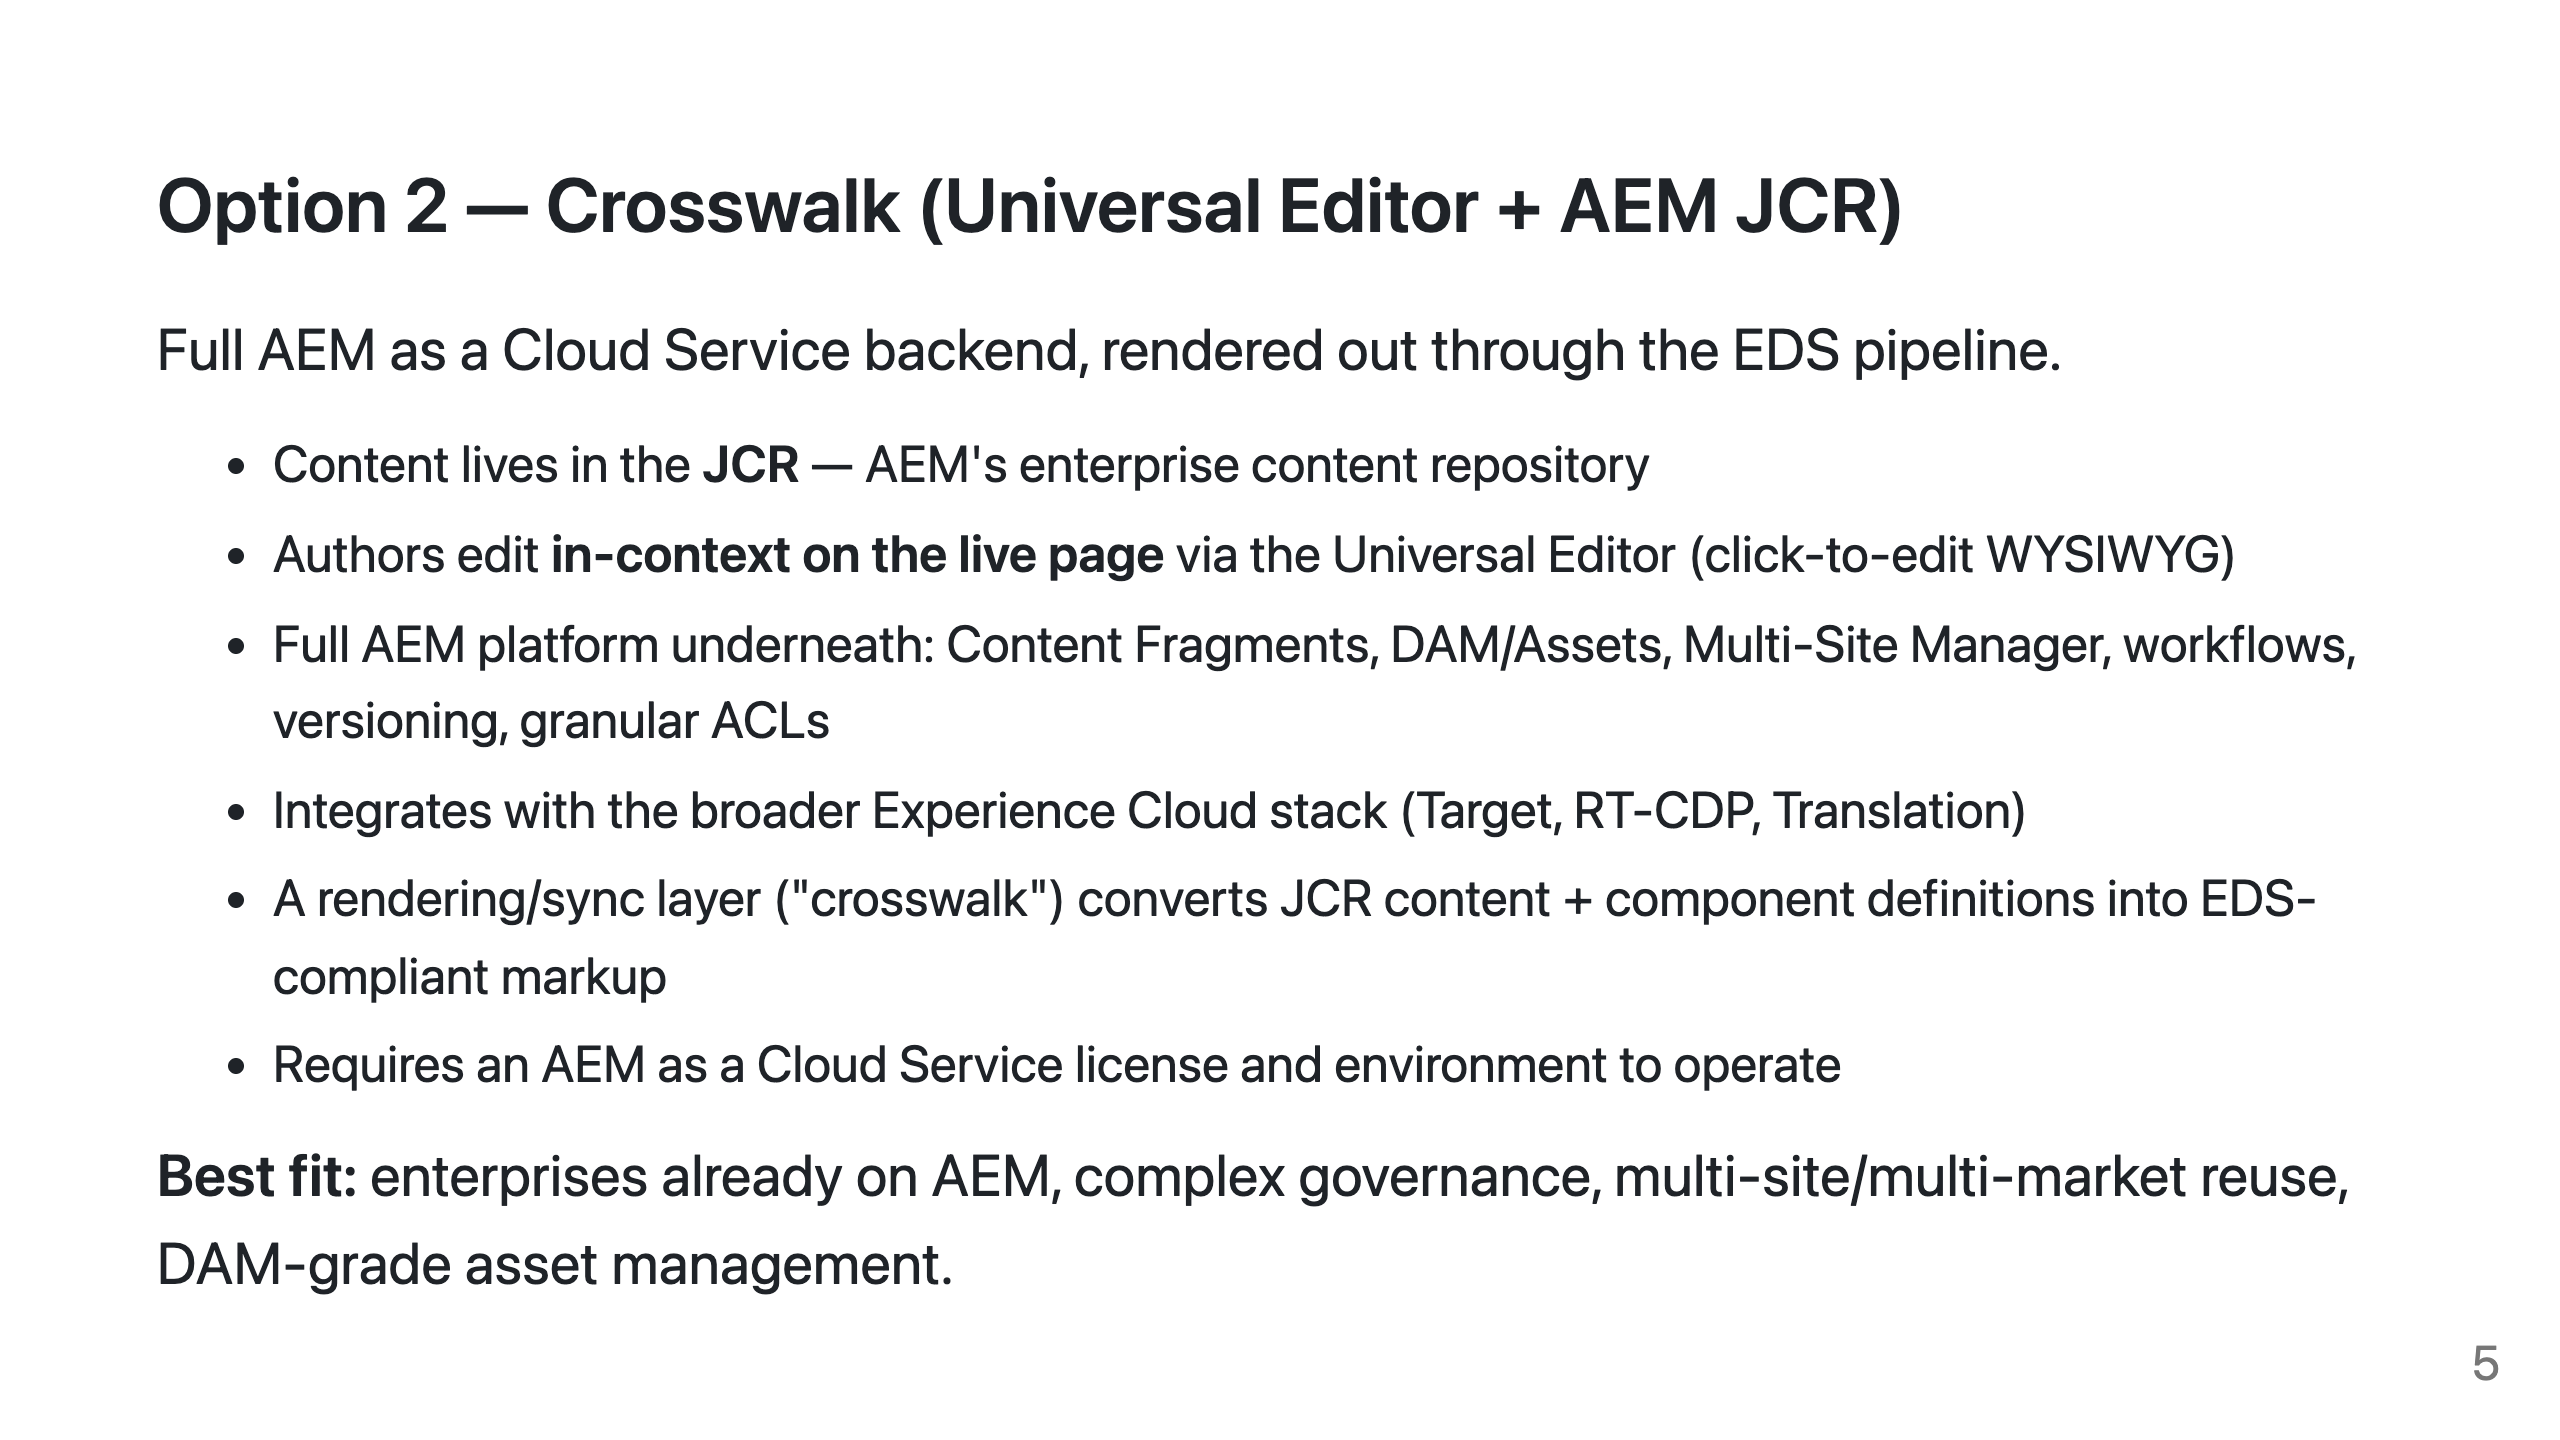 Option 2 — Crosswalk (Universal Editor + AEM JCR)
Full AEM as a Cloud Service backend, rendered out through the EDS pipeline.
• Content lives in the JCR — AEM's enterprise content repository
• Authors edit in-context on the live page via the Universal Editor (click-to-edit WYSIWYG)
• Full AEM platform underneath: Content Fragments, DAM/Assets, Multi-Site Manager, workflows,
versioning, granular ACLs
• Integrates with the broader Experience Cloud stack (Target, RT-CDP, Translation)
• A rendering/sync layer ("crosswalk") converts JCR content + component definitions into EDS-
compliant markup
• Requires an AEM as a Cloud Service license and environment to operate
Best fit: enterprises already on AEM, complex governance, multi-site/multi-market reuse,
DAM-grade asset management.
5